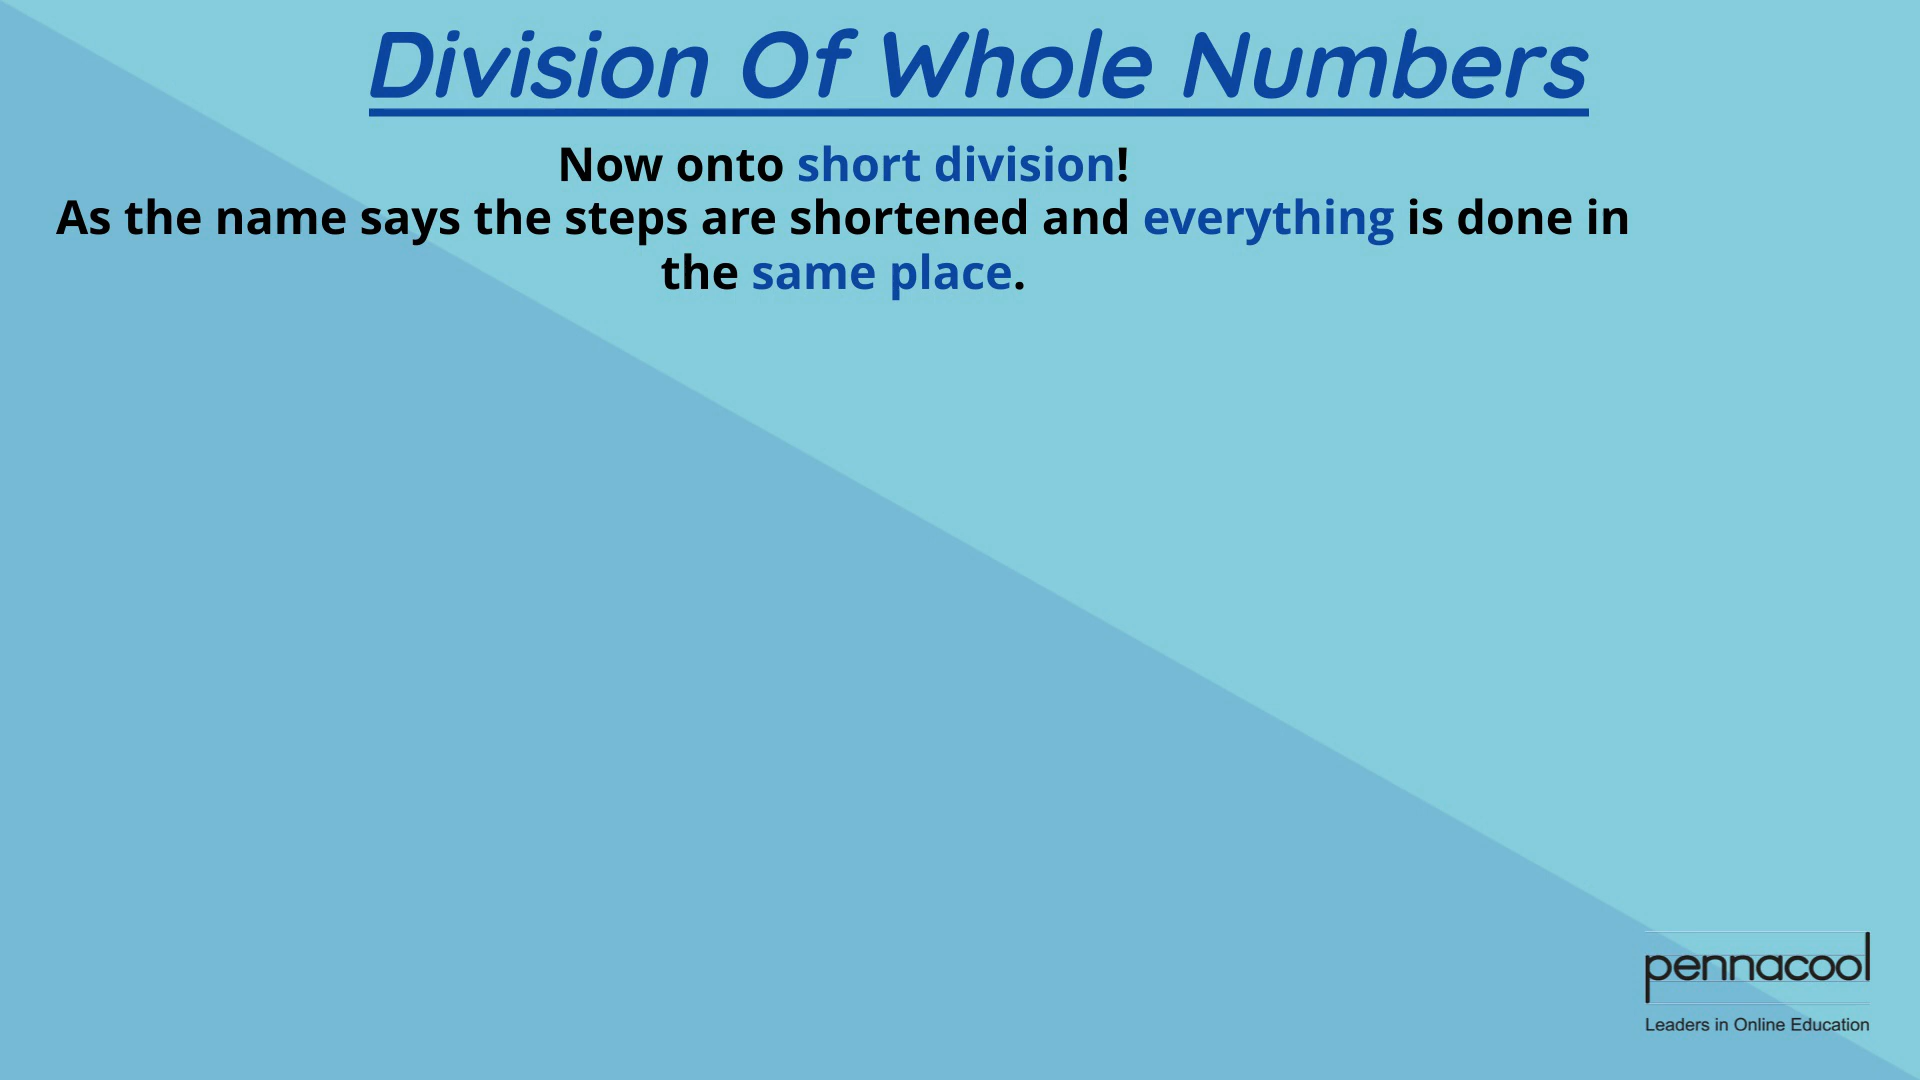 Division Of Whole Numbers
Now onto short division!
As the name says the steps are shortened and everything is done in
the same place.
pennacool
Leaders in Online Education